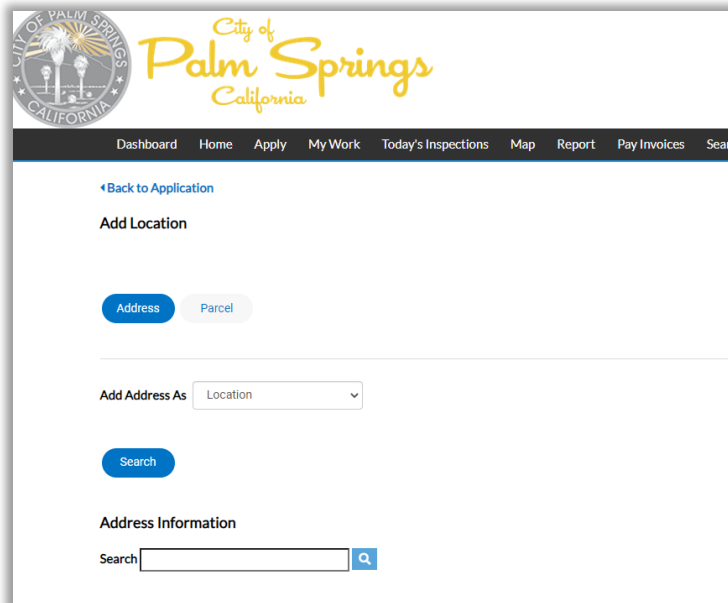 CITY OF PALM SPRINGS
CALIFORNIA
City of
Palm Springs
California
Dashboard Home Apply My Work Today's Inspections Map Report Pay Invoices
Back to Application
Add Location
Address Parcel
Add Address As Location
Search
Address Information
Search